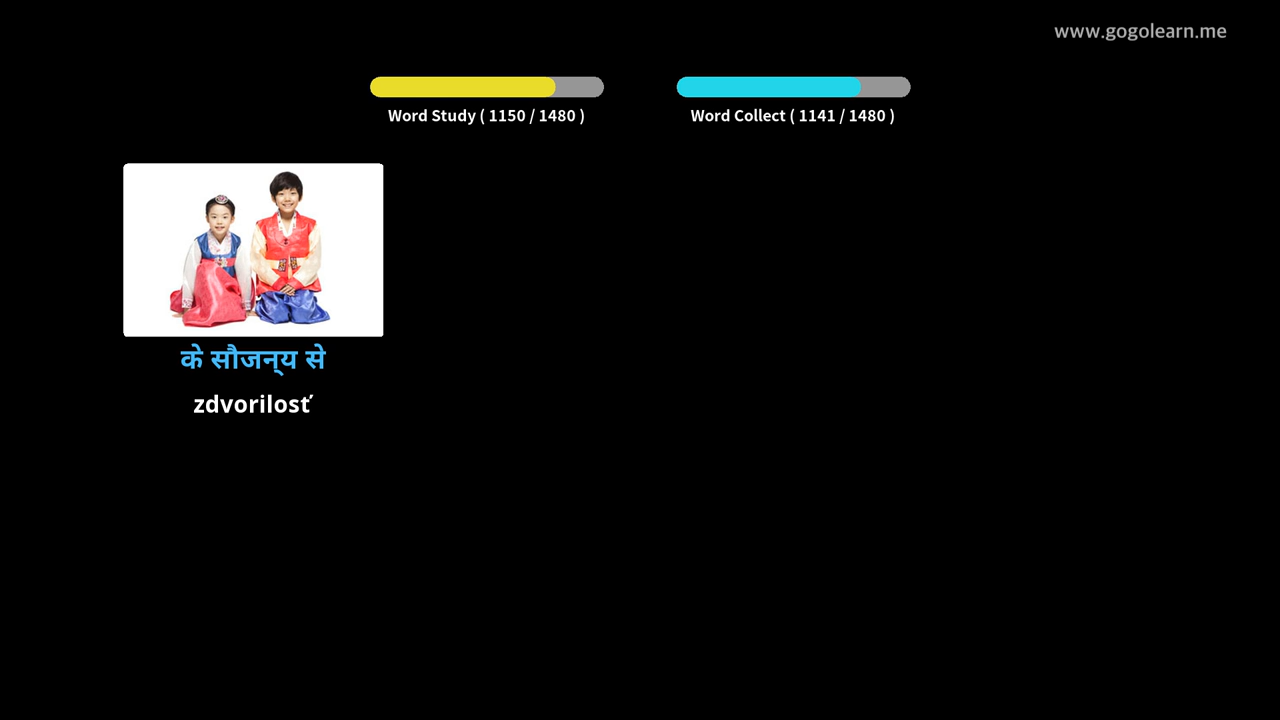 www.gogolearn.me
Word Study ( 1150 / 1480 )
Word Collect ( 1141 / 1480 )
के सौजन्य से
zdvorilosť